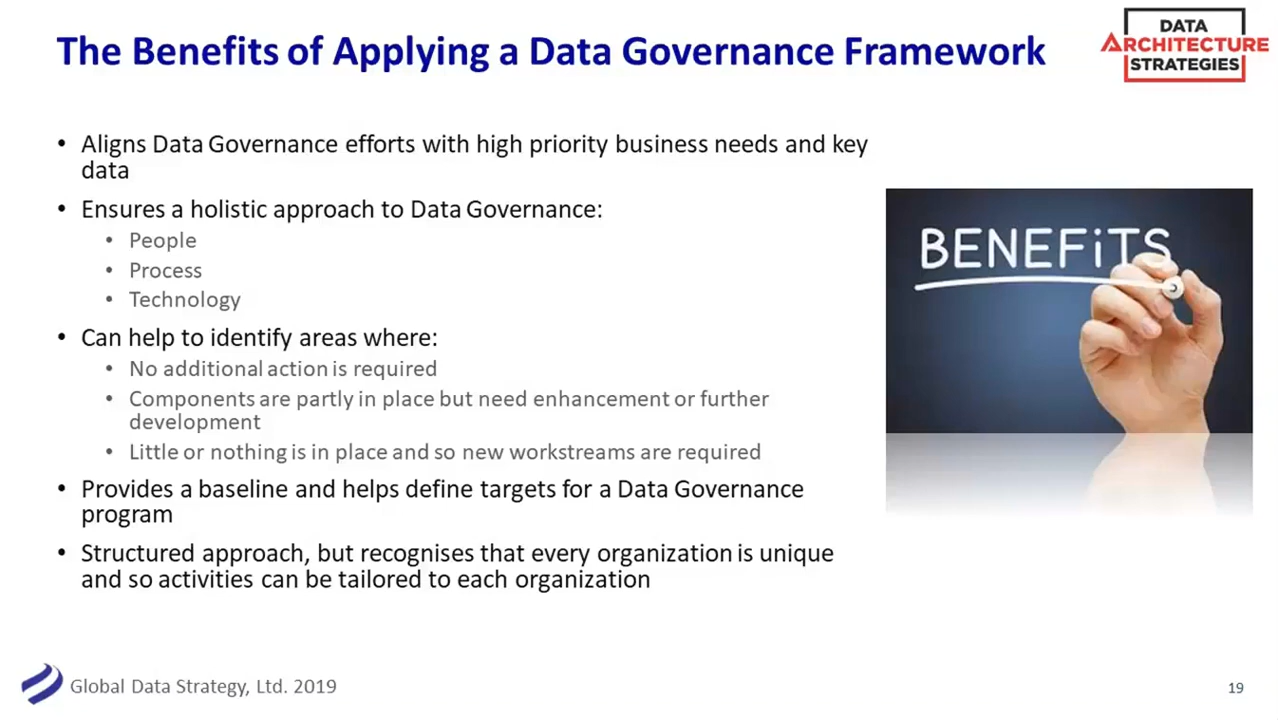 The Benefits of Applying a Data Governance Framework
DATA
ARCHITECTURE
STRATEGIES
• Aligns Data Governance efforts with high priority business needs and key
data
• Ensures a holistic approach to Data Governance:
• People
• Process
• Technology
• Can help to identify areas where:
• No additional action is required
• Components are partly in place but need enhancement or further
development
• Little or nothing is in place and so new workstreams are required
• Provides a baseline and helps define targets for a Data Governance
program
• Structured approach, but recognises that every organization is unique
and so activities can be tailored to each organization
BENEFiTS
Global Data Strategy, Ltd. 2019
19